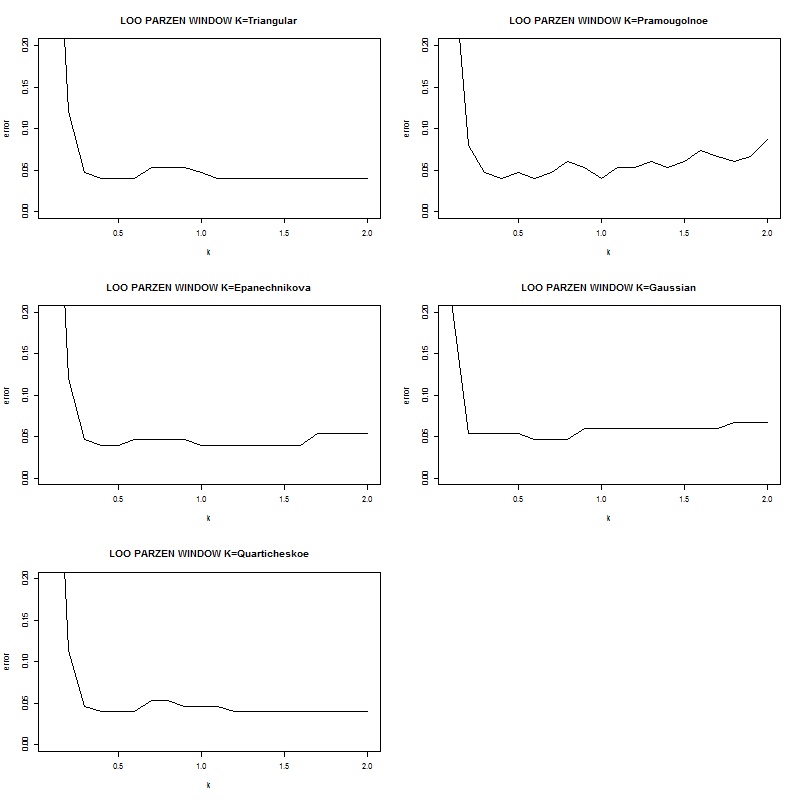 LOO PARZEN WINDOW K=Triangular
error
0.20
0.15
0.10
0.05
0.00
0.5 1.0 1.5 2.0
k
LOO PARZEN WINDOW K=Pramougolnoe
error
0.20
0.15
0.10
0.05
0.00
0.5 1.0 1.5 2.0
k
LOO PARZEN WINDOW K=Epanechnikova
error
0.20
0.15
0.10
0.05
0.00
0.5 1.0 1.5 2.0
k
LOO PARZEN WINDOW K=Gaussian
error
0.20
0.15
0.10
0.05
0.00
0.5 1.0 1.5 2.0
k
LOO PARZEN WINDOW K=Quarticheskoe
error
0.20
0.15
0.10
0.05
0.00
0.5 1.0 1.5 2.0
k